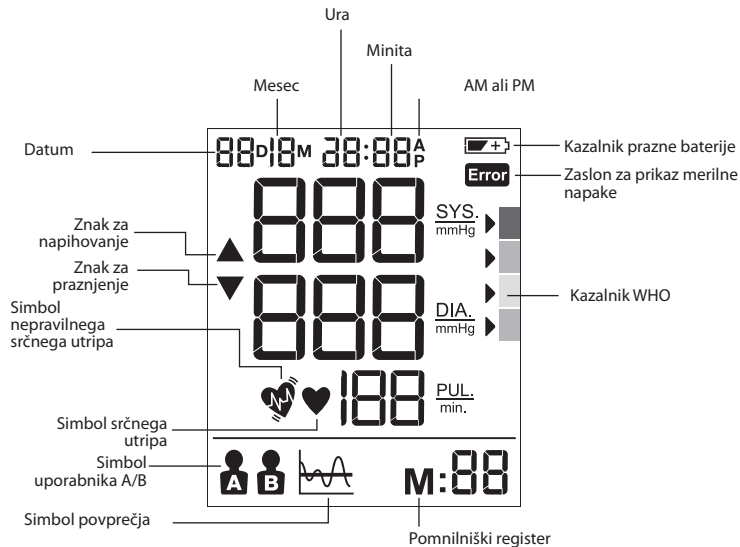 Ura
Minita
Mesec
AM ali PM
Datum
88D18M 28:88 A
P
Kazalnik prazne baterije
Error
Zaslon za prikaz merilne
napake
888
SYS.
mmHg
Znak za
napihovanje
Znak za
praznjenje
888
DIA.
mmHg
Kazalnik WHO
Simbol
nepravilnega
srčnega utripa
188
PUL.
min.
Simbol srčnega
utripa
Simbol
uporabnika A/B
A B
M:88
Simbol povprečja
Pomnilniški register